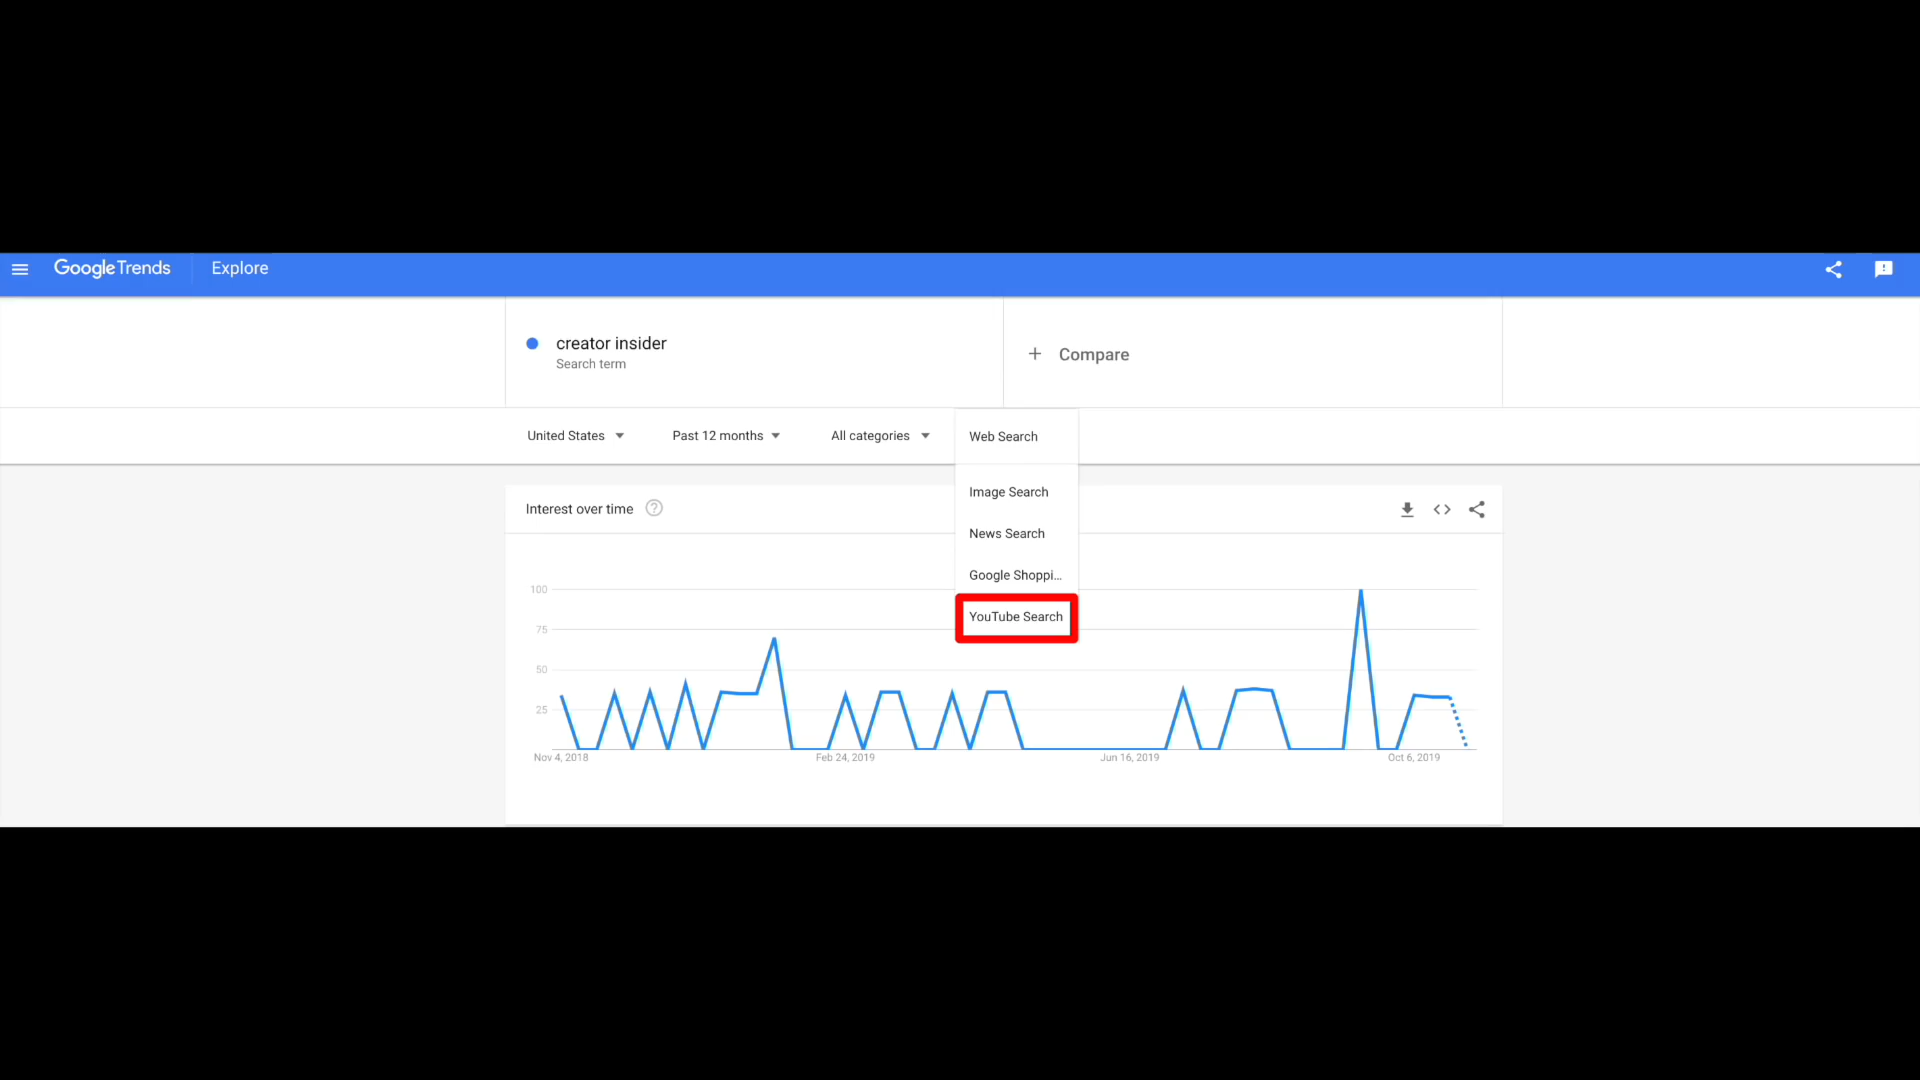 GoogleTrends Explore
creator insider
Search term
+ Compare
United States Past 12 months All categories Web Search
Image Search
News Search
Google Shoppi...
YouTube Search
Interest over time ?
100
75
50
25
Nov 4, 2018 Feb 24, 2019 Jun 16, 2019 Oct 6, 2019